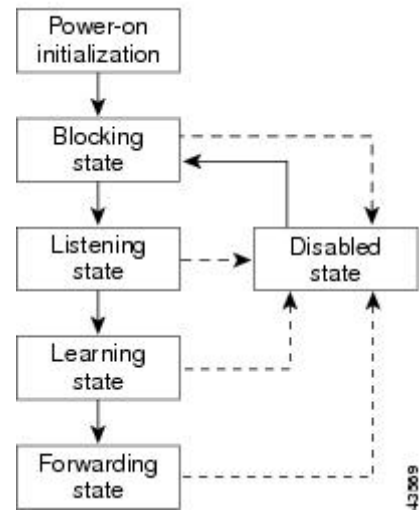 Power-on
initialization
Blocking
state
Listening
state
Disabled
state
Learning
state
Forwarding
state
43569